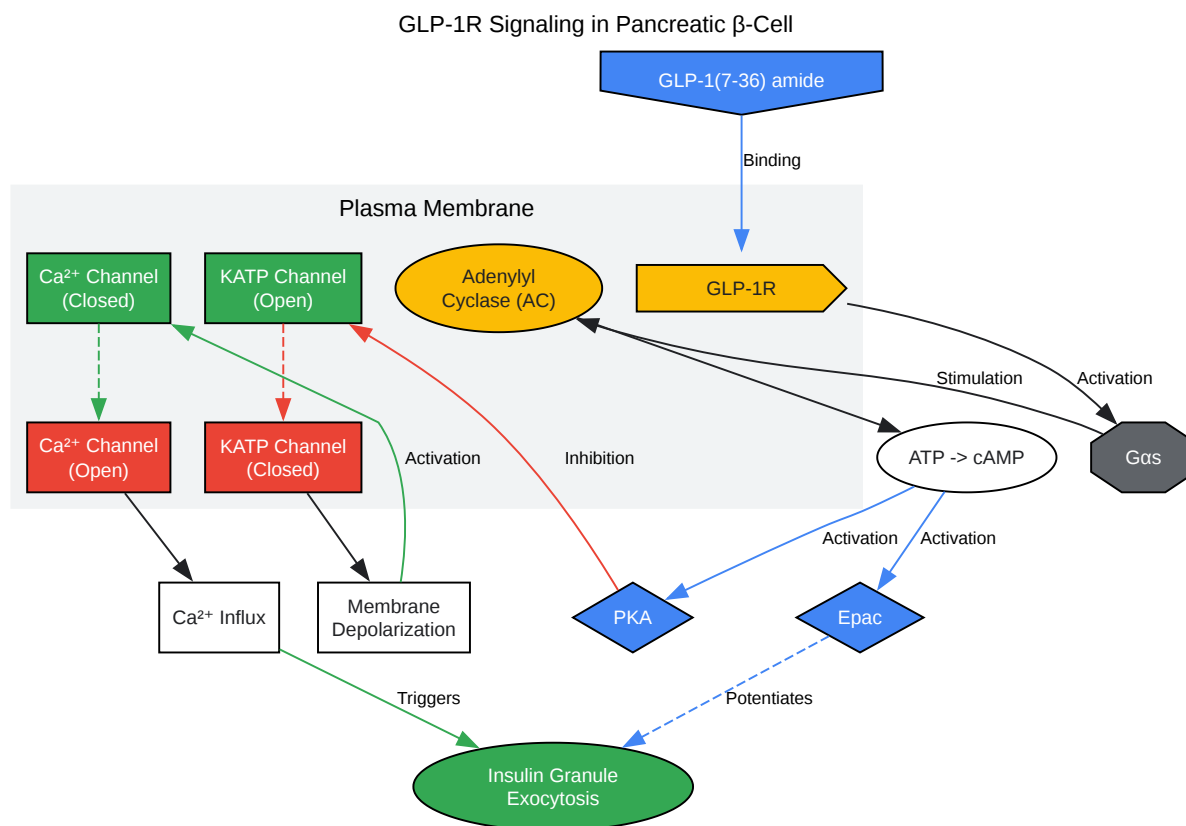 GLP-1R Signaling in Pancreatic β-Cell
GLP-1(7-36) amide
Binding
Plasma Membrane
Ca²⁺ Channel
(Closed)
KATP Channel
(Open)
Adenylyl
Cyclase (AC)
GLP-1R
Stimulation
Activation
Ca²⁺ Channel
(Open)
KATP Channel
(Closed)
Activation
Inhibition
ATP -> cAMP
Gαs
Activation
Activation
Ca²⁺ Influx
Membrane
Depolarization
PKA
Epac
Triggers
Potentiates
Insulin Granule
Exocytosis